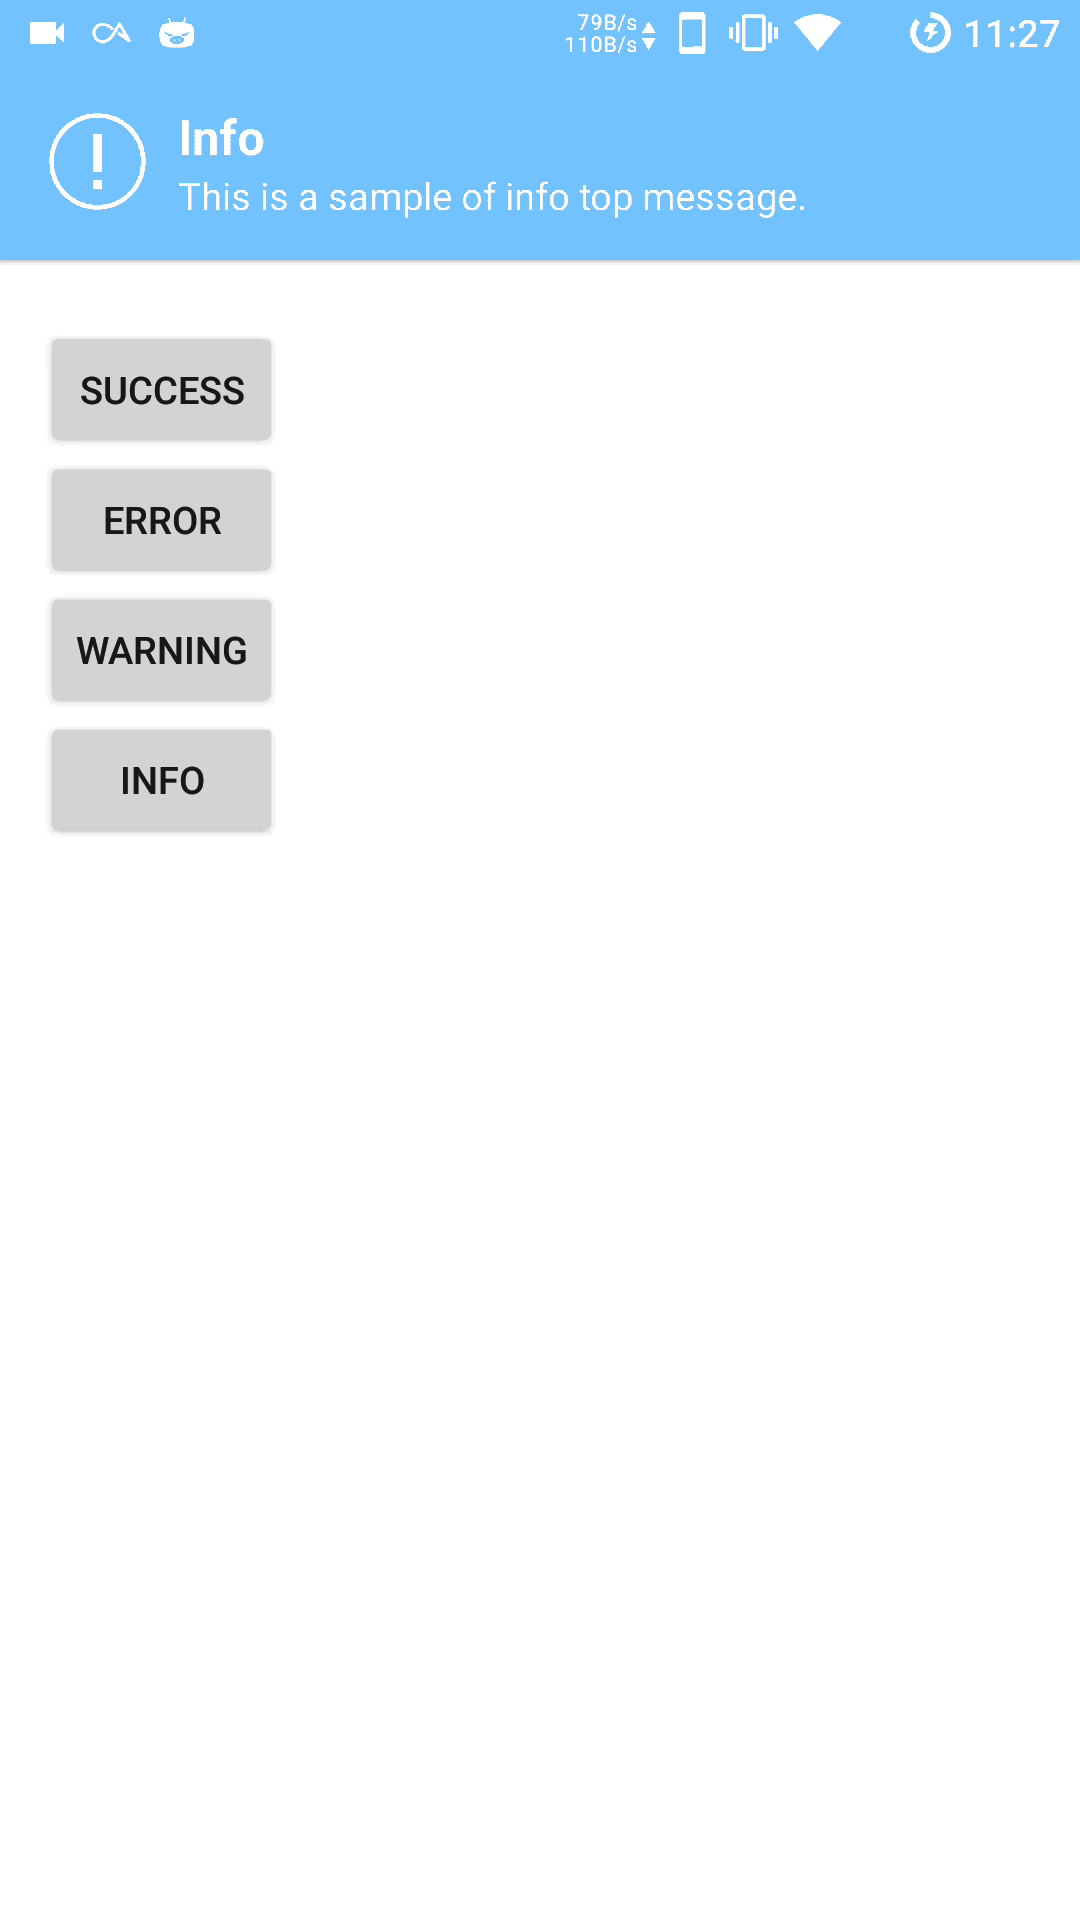 79B/s
110B/s
11:27
Info
This is a sample of info top message.
SUCCESS
ERROR
WARNING
INFO